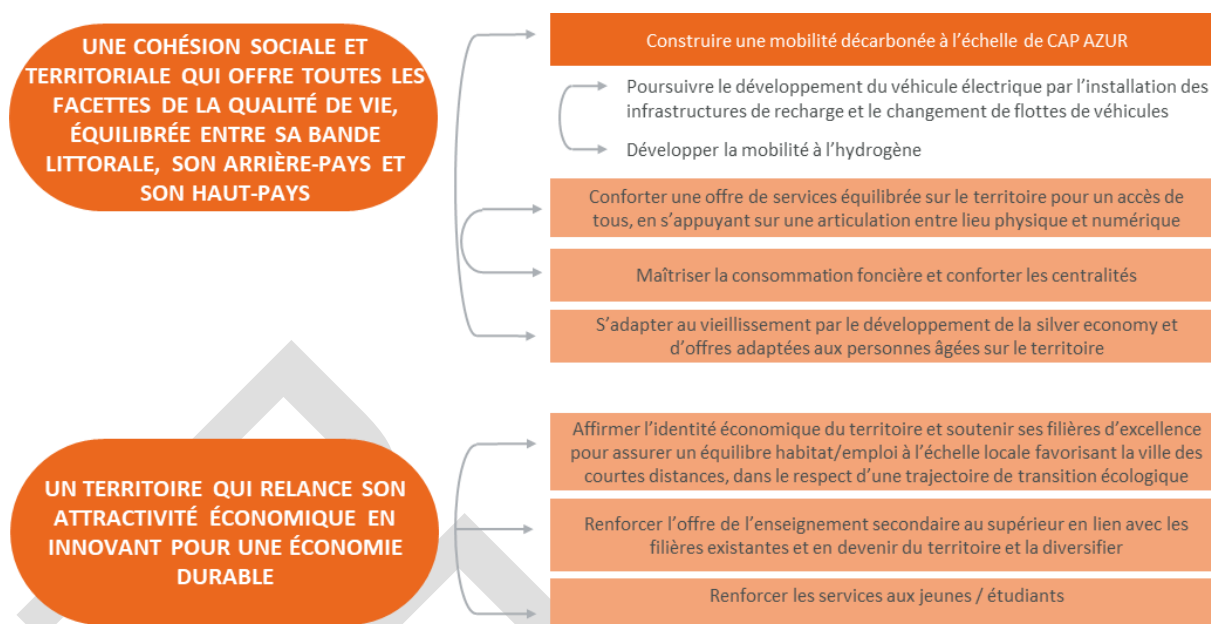 UNE COHÉSION SOCIALE ET
TERRITORIALE QUI OFFRE TOUTES LES
FACETTES DE LA QUALITÉ DE VIE,
ÉQUILIBRÉE ENTRE SA BANDE
LITTORALE, SON ARRIÈRE-PAYS ET
SON HAUT-PAYS
Construire une mobilité décarbonée à l’échelle de CAP AZUR
Poursuivre le développement du véhicule électrique par l’installation des
infrastructures de recharge et le changement de flottes de véhicules
Développer la mobilité à l’hydrogène
Conforter une offre de services équilibrée sur le territoire pour un accès de
tous, en s’appuyant sur une articulation entre lieu physique et numérique
Maîtriser la consommation foncière et conforter les centralités
S’adapter au vieillissement par le développement de la silver economy et
d’offres adaptées aux personnes âgées sur le territoire
UN TERRITOIRE QUI RELANCE SON
ATTRACTIVITÉ ÉCONOMIQUE EN
INNOVANT POUR UNE ÉCONOMIE
DURABLE
Affirmer l’identité économique du territoire et soutenir ses filières d’excellence
pour assurer un équilibre habitat/emploi à l’échelle locale favorisant la ville des
courtes distances, dans le respect d’une trajectoire de transition écologique
Renforcer l’offre de l’enseignement secondaire au supérieur en lien avec les
filières existantes et en devenir du territoire et la diversifier
Renforcer les services aux jeunes / étudiants